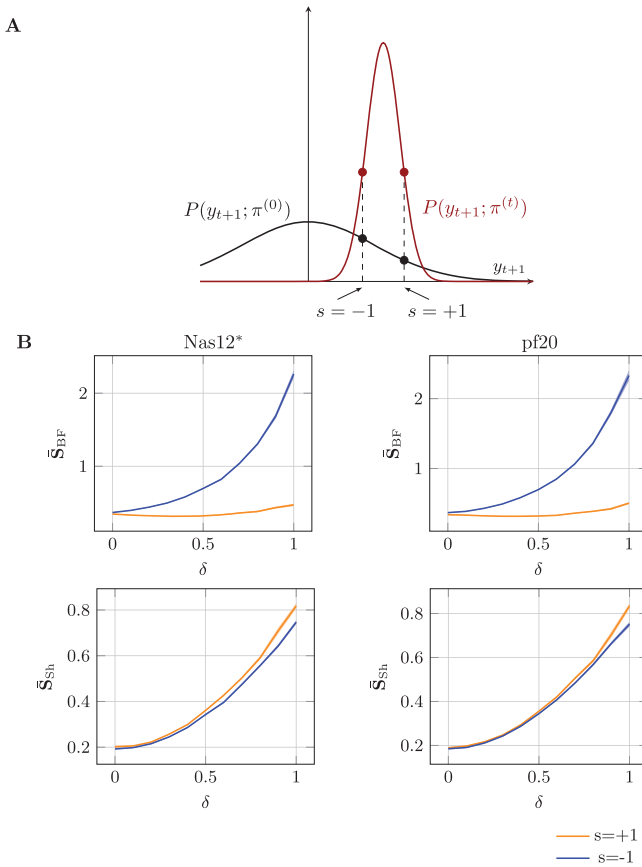 A
P(y_{t+1}; π^{(0)})
P(y_{t+1}; π^{(t)})
y_{t+1}
s = −1
s = +1
B
Nas12*
pf20
2
1
S̄_BF
0
0.5
1
δ
2
1
S̄_BF
0
0.5
1
δ
0.8
0.6
0.4
0.2
S̄_Sh
0
0.5
1
δ
0.8
0.6
0.4
0.2
S̄_Sh
0
0.5
1
δ
s=+1
s=-1